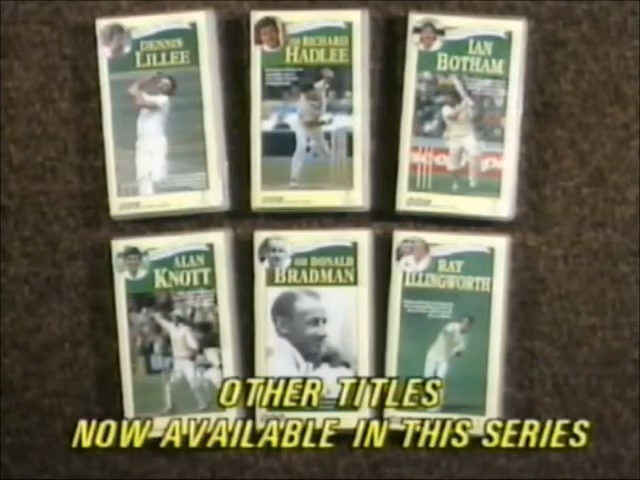 DENNIS
LILLEE
SIR RICHARD
HADLEE
IAN
BOTHAM
ALAN
KNOTT
SIR DONALD
BRADMAN
RAY
ILLINGWORTH
OTHER TITLES
NOW AVAILABLE IN THIS SERIES